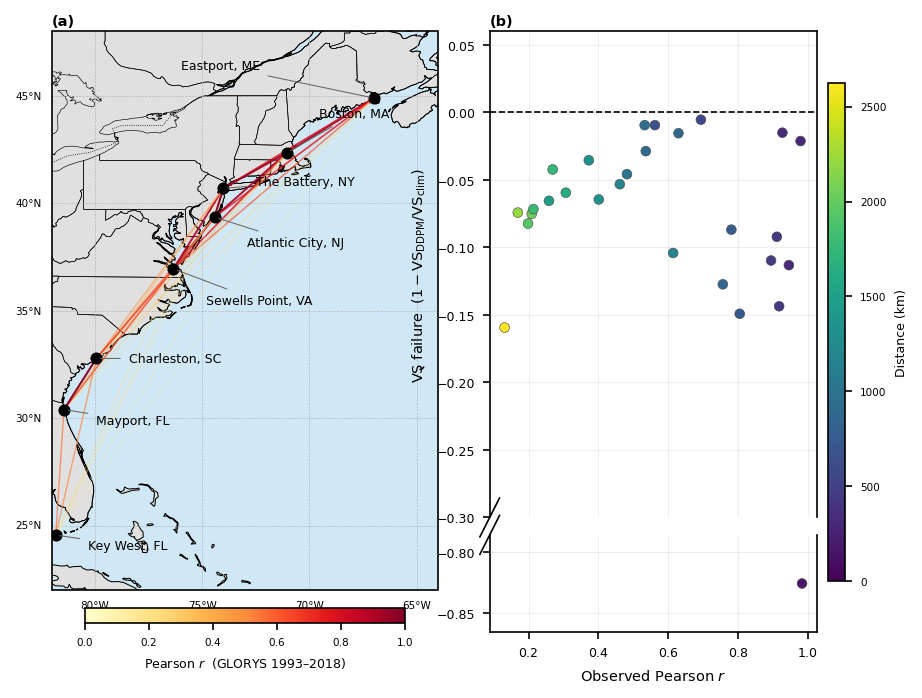 (a)
Eastport, ME
Boston, MA
The Battery, NY
Atlantic City, NJ
Sewells Point, VA
Charleston, SC
Mayport, FL
Key West, FL
45°N
40°N
35°N
30°N
25°N
80°W
75°W
70°W
65°W
0.0
0.2
0.4
0.6
0.8
1.0
Pearson r (GLORYS 1993–2018)
(b)
VS failure (1 − VS_DDPM/VS_clim)
0.05
0.00
−0.05
−0.10
−0.15
−0.20
−0.25
−0.30
−0.80
−0.85
0.2
0.4
0.6
0.8
1.0
Observed Pearson r
2500
2000
1500
1000
500
0
Distance (km)